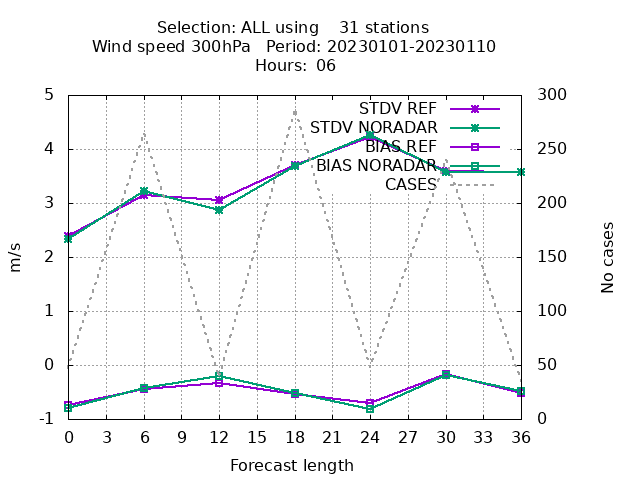 Selection: ALL using    31 stations
Wind speed 300hPa   Period: 20230101-20230110
Hours:  06
STDV REF
STDV NORADAR
BIAS REF
BIAS NORADAR
CASES
5
4
3
2
1
0
-1
300
250
200
150
100
50
0
m/s
No cases
0 3 6 9 12 15 18 21 24 27 30 33 36
Forecast length